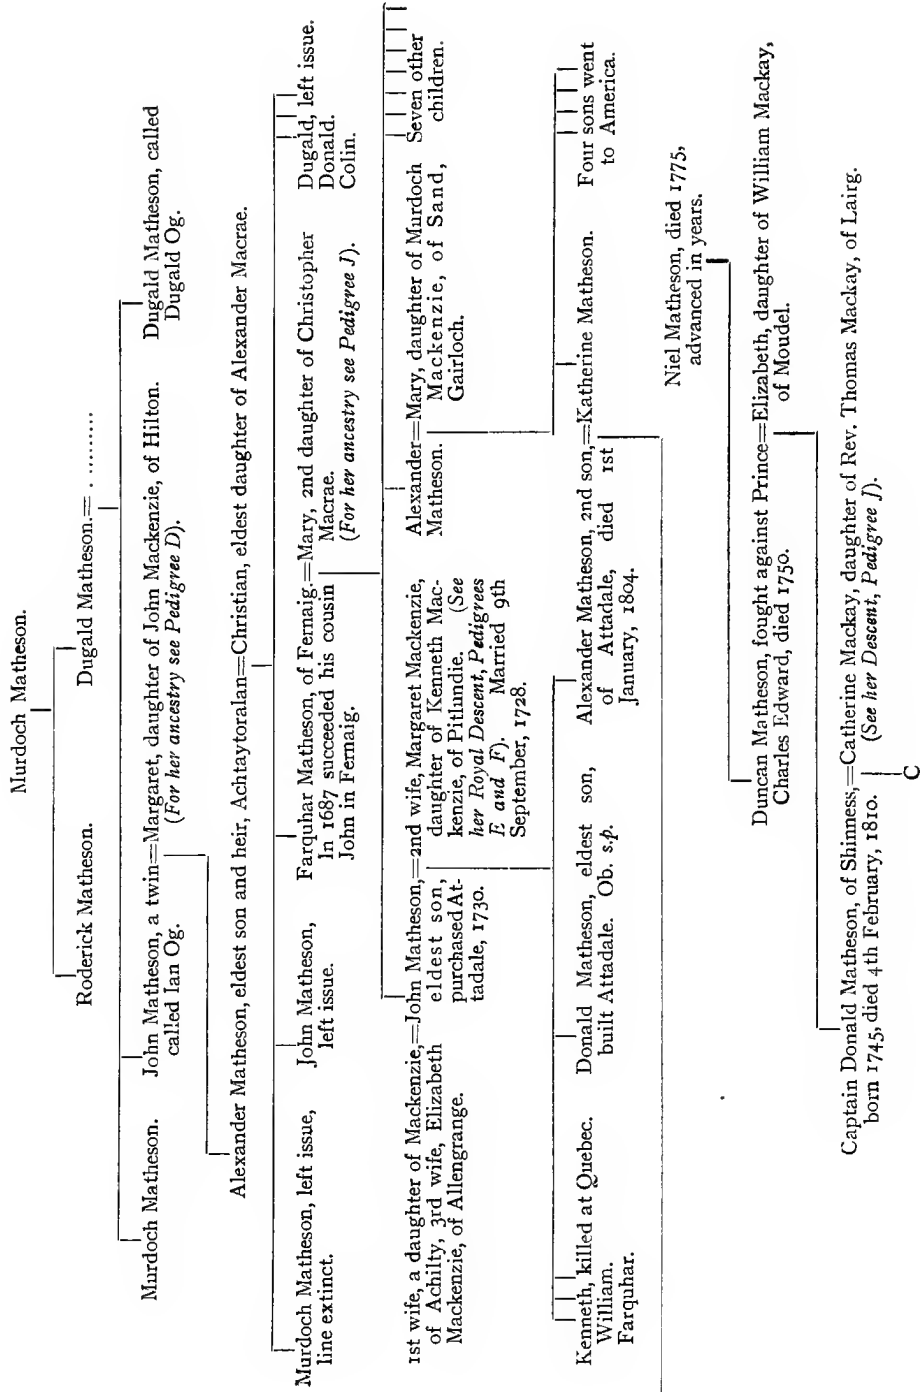 Murdoch Matheson.
Roderick Matheson.
Dugald Matheson.= . ........
Murdoch Matheson.
John Matheson, a twin=Margaret, daughter of John Mackenzie, of Hilton
called Ian Og.
(For her ancestry see Pedigree D).
Dugald Matheson, called
Dugald Og.
Alexander Matheson, eldest son and heir, Achtaytoralan=Christian, eldest daughter of Alexander Macrae.
Murdoch Matheson, left issue,
line extinct.
John Matheson,
left issue.
Farquhar Matheson, of Fernaig.=Mary, 2nd daughter of Christopher
In 1687 succeeded his cousin
Macrae.
John in Fernaig.
(For her ancestry see Pedigree J).
Dugald, left issue.
Donald.
Colin.
1st wife, a daughter of Mackenzie,=John Matheson,=2nd wife, Margaret Mackenzie,
of Achilty, 3rd wife, Elizabeth
Mackenzie, of Allengrange.
eldest son,
purchased At-
tadale, 1730.
daughter of Kenneth Mac-
kenzie, of Pitlundie. (See
her Royal Descent, Pedigrees
E and F). Married 9th
September, 1728.
Alexander=Mary, daughter of Murdoch
Matheson.
Mackenzie, of Sand,
Gairloch.
Seven other
children.
Kenneth, killed at Quebec.
William.
Farquhar.
Donald Matheson, eldest son,
built Attadale. Ob. s.p.
Alexander Matheson, 2nd son,=Katherine Matheson.
of Attadale, died 1st
January, 1804.
Four sons went
to America.
Niel Matheson, died 1775,
advanced in years.
Duncan Matheson, fought against Prince=Elizabeth, daughter of William Mackay,
Charles Edward, died 1750.
of Moudel.
Captain Donald Matheson, of Shinness,=Catherine Mackay, daughter of Rev. Thomas Mackay, of Lairg.
born 1745, died 4th February, 1810.
(See her Descent, Pedigree J).
C